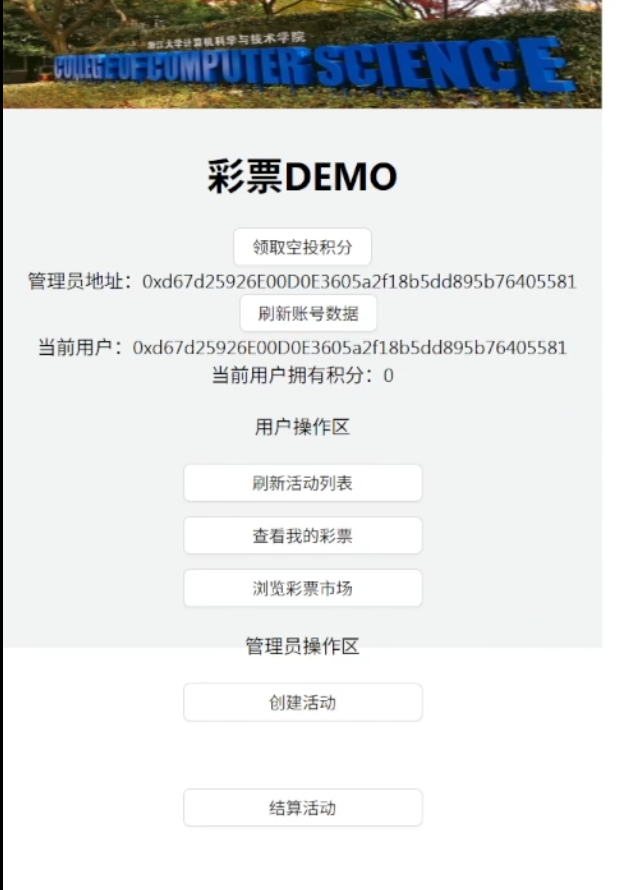 浙江大学计算机科学与技术学院
COLLEGE OF COMPUTER SCIENCE
彩票DEMO
领取空投积分
管理员地址：0xd67d25926E00D0E3605a2f18b5dd895b76405581
刷新账号数据
当前用户：0xd67d25926E00D0E3605a2f18b5dd895b76405581
当前用户拥有积分：0
用户操作区
刷新活动列表
查看我的彩票
浏览彩票市场
管理员操作区
创建活动
结算活动